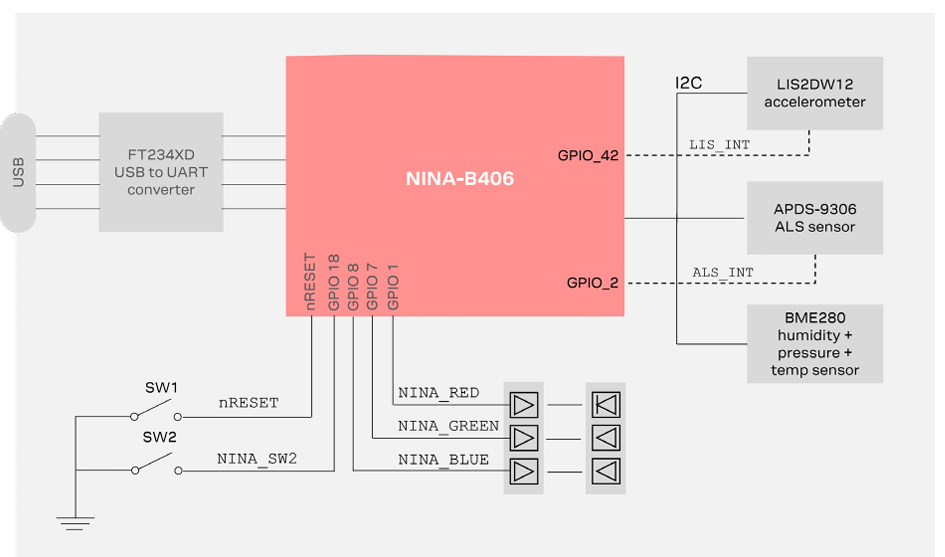 USB
FT234XD
USB to UART
converter
NINA-B406
GPIO_42
GPIO_2
nRESET
GPIO 18
GPIO 8
GPIO 7
GPIO 1
I2C
LIS2DW12
accelerometer
LIS_INT
APDS-9306
ALS sensor
ALS_INT
BME280
humidity +
pressure +
temp sensor
SW1
nRESET
SW2
NINA_SW2
NINA_RED
NINA_GREEN
NINA_BLUE